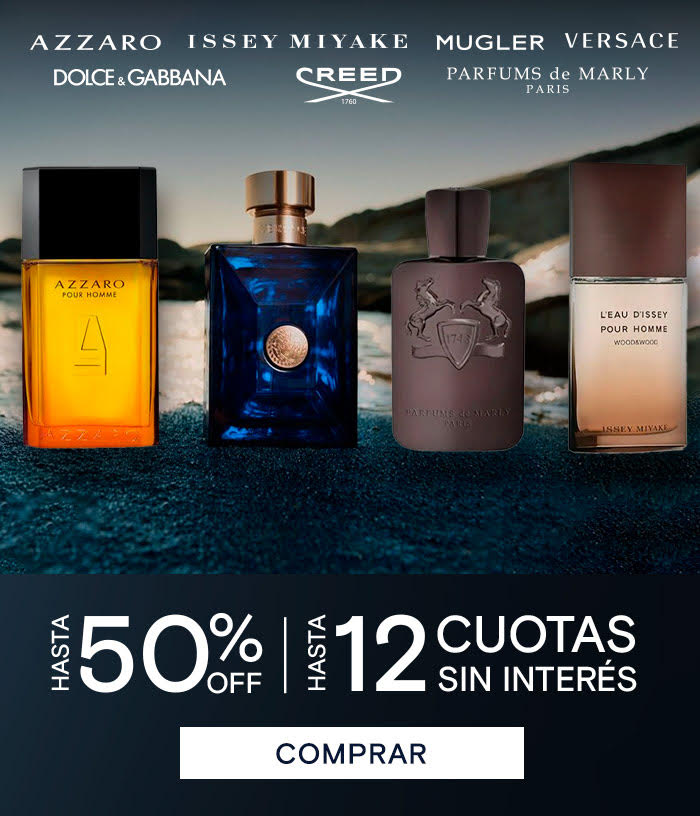 AZZARO ISSEY MIYAKE MUGLER VERSACE
DOLCE & GABBANA CREED PARFUMS de MARLY
1760 PARIS
AZZARO
POUR HOMME
AZZARO
1743
PARFUMS de MARLY
PARIS
L'EAU D'ISSEY
POUR HOMME
WOOD&WOOD
ISSEY MIYAKE
HASTA 50% OFF
HASTA 12 CUOTAS SIN INTERÉS
COMPRAR